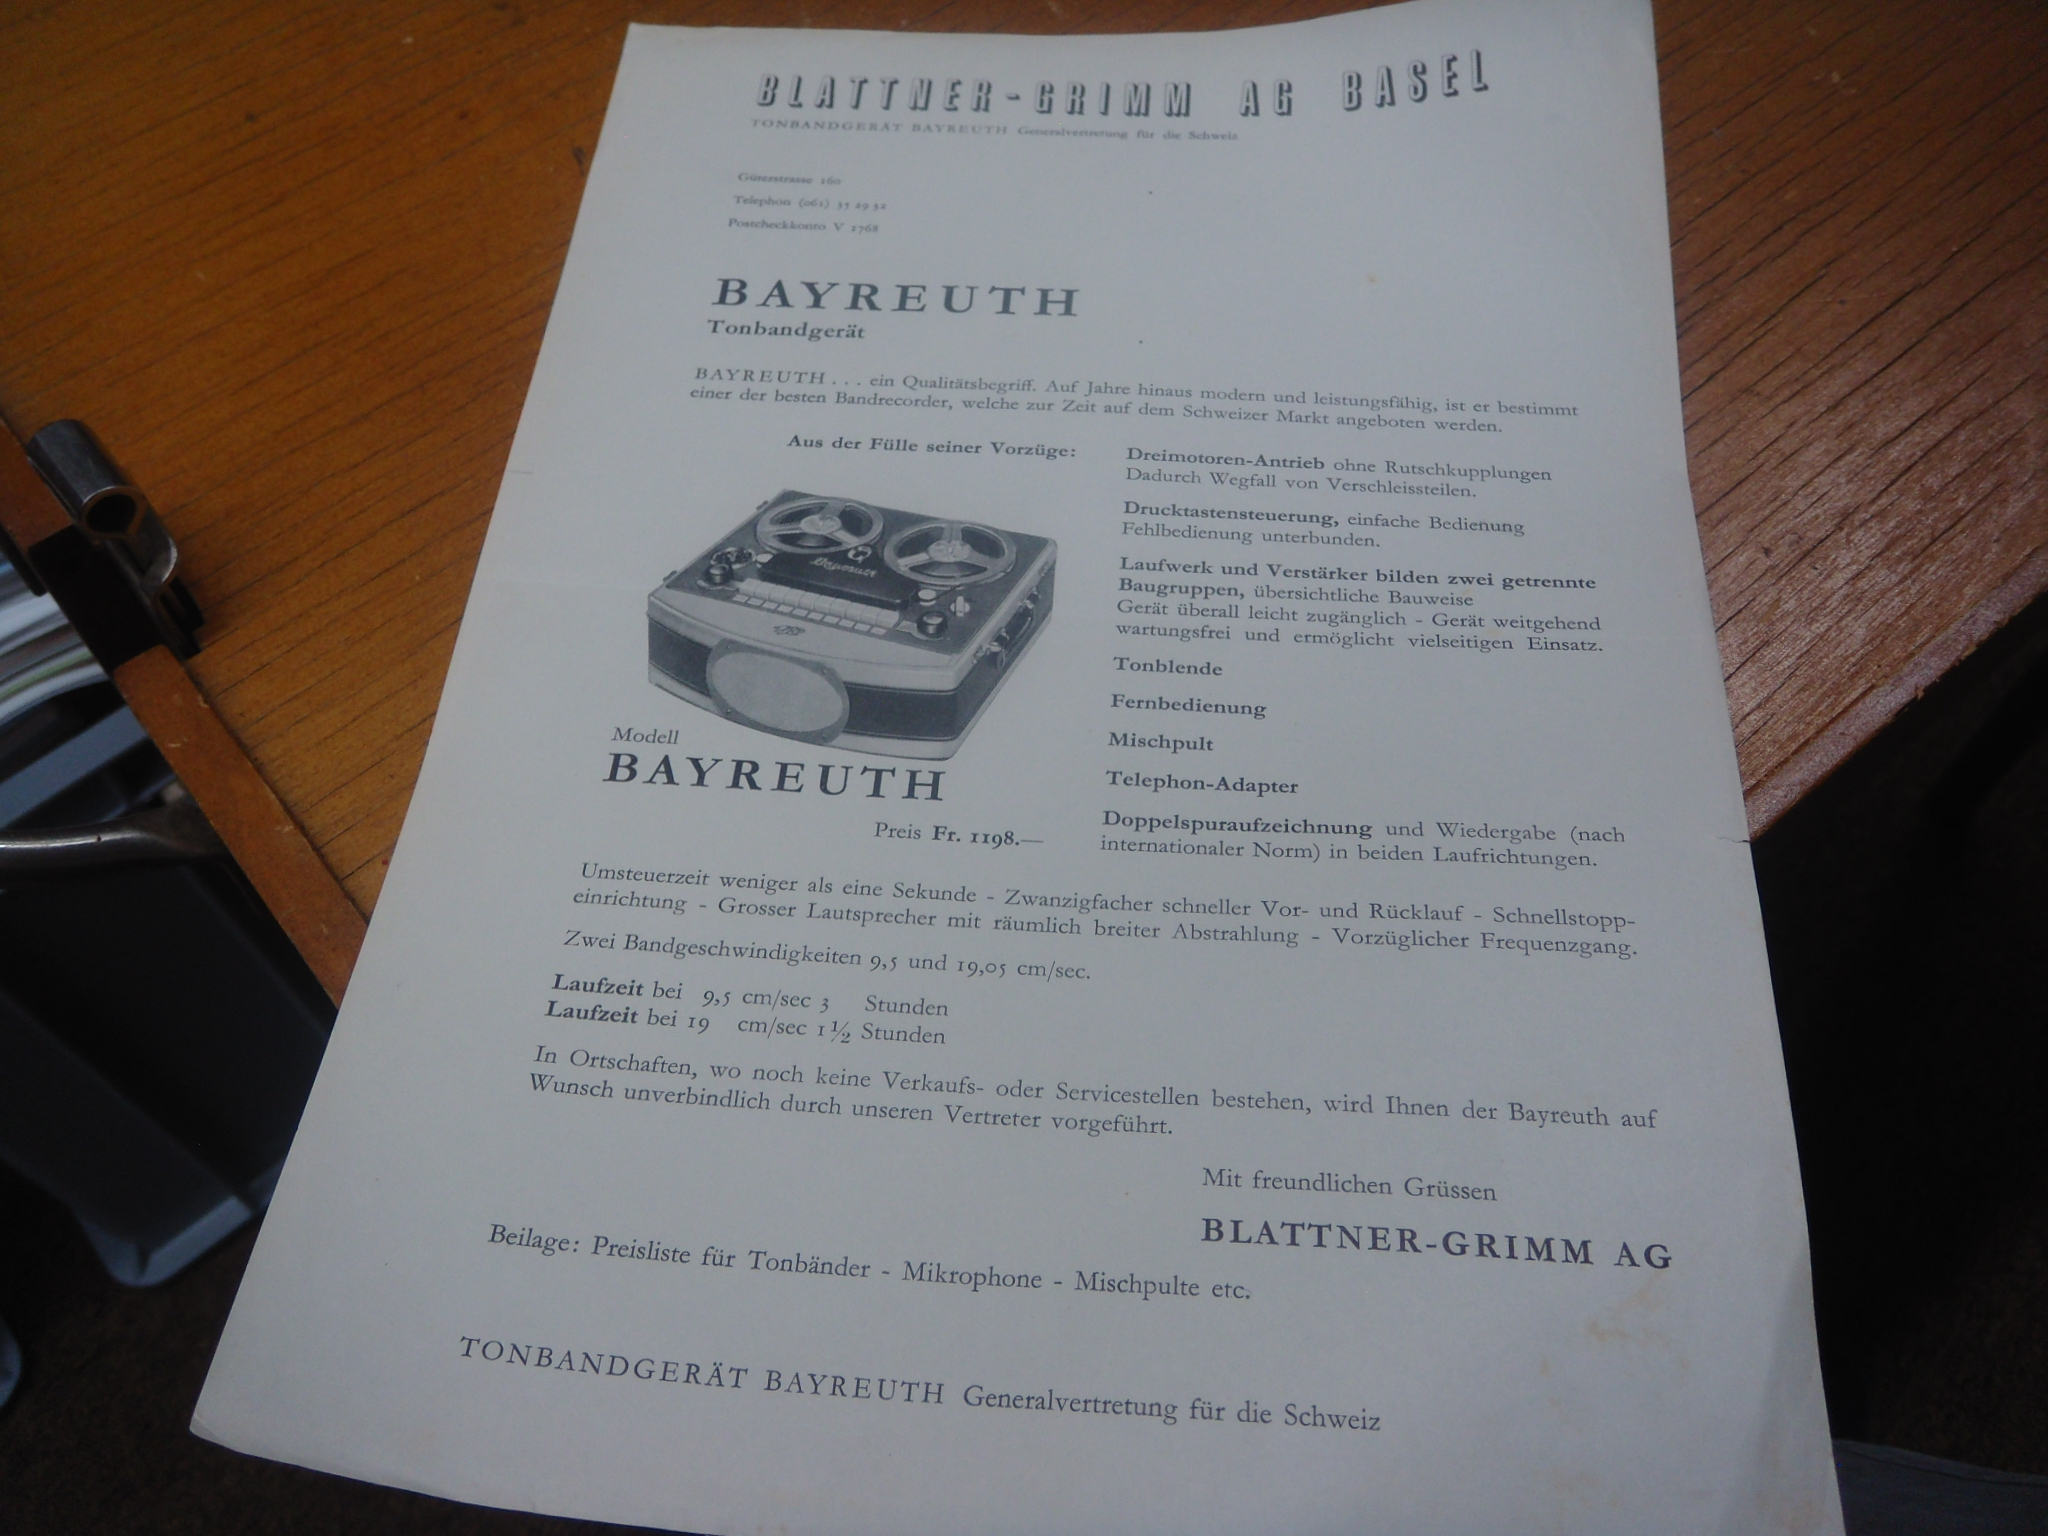 BLATTNER-GRIMM AG BASEL
TONBANDGERÄT BAYREUTH Generalvertretung für die Schweiz
Güterstrasse 160
Telephon (061) 35 29 52
Postcheckkonto V 1768
BAYREUTH
Tonbandgerät
BAYREUTH . . . ein Qualitätsbegriff. Auf Jahre hinaus modern und leistungsfähig, ist er bestimmt
einer der besten Bandrecorder, welche zur Zeit auf dem Schweizer Markt angeboten werden.
Aus der Fülle seiner Vorzüge:
Bayreuth
Modell
BAYREUTH
Preis Fr. 1198.—
Dreimotoren-Antrieb ohne Rutschkupplungen
Dadurch Wegfall von Verschleissteilen.
Drucktastensteuerung, einfache Bedienung
Fehlbedienung unterbunden.
Laufwerk und Verstärker bilden zwei getrennte
Baugruppen, übersichtliche Bauweise
Gerät überall leicht zugänglich - Gerät weitgehend
wartungsfrei und ermöglicht vielseitigen Einsatz.
Tonblende
Fernbedienung
Mischpult
Telephon-Adapter
Doppelspuraufzeichnung und Wiedergabe (nach
internationaler Norm) in beiden Laufrichtungen.
Umsteuerzeit weniger als eine Sekunde - Zwanzigfacher schneller Vor- und Rücklauf - Schnellstopp-
einrichtung - Grosser Lautsprecher mit räumlich breiter Abstrahlung - Vorzüglicher Frequenzgang.
Zwei Bandgeschwindigkeiten 9,5 und 19,05 cm/sec.
Laufzeit bei 9,5 cm/sec 3 Stunden
Laufzeit bei 19 cm/sec 1 ½ Stunden
In Ortschaften, wo noch keine Verkaufs- oder Servicestellen bestehen, wird Ihnen der Bayreuth auf
Wunsch unverbindlich durch unseren Vertreter vorgeführt.
Mit freundlichen Grüssen
BLATTNER-GRIMM AG
Beilage: Preisliste für Tonbänder - Mikrophone - Mischpulte etc.
TONBANDGERÄT BAYREUTH Generalvertretung für die Schweiz